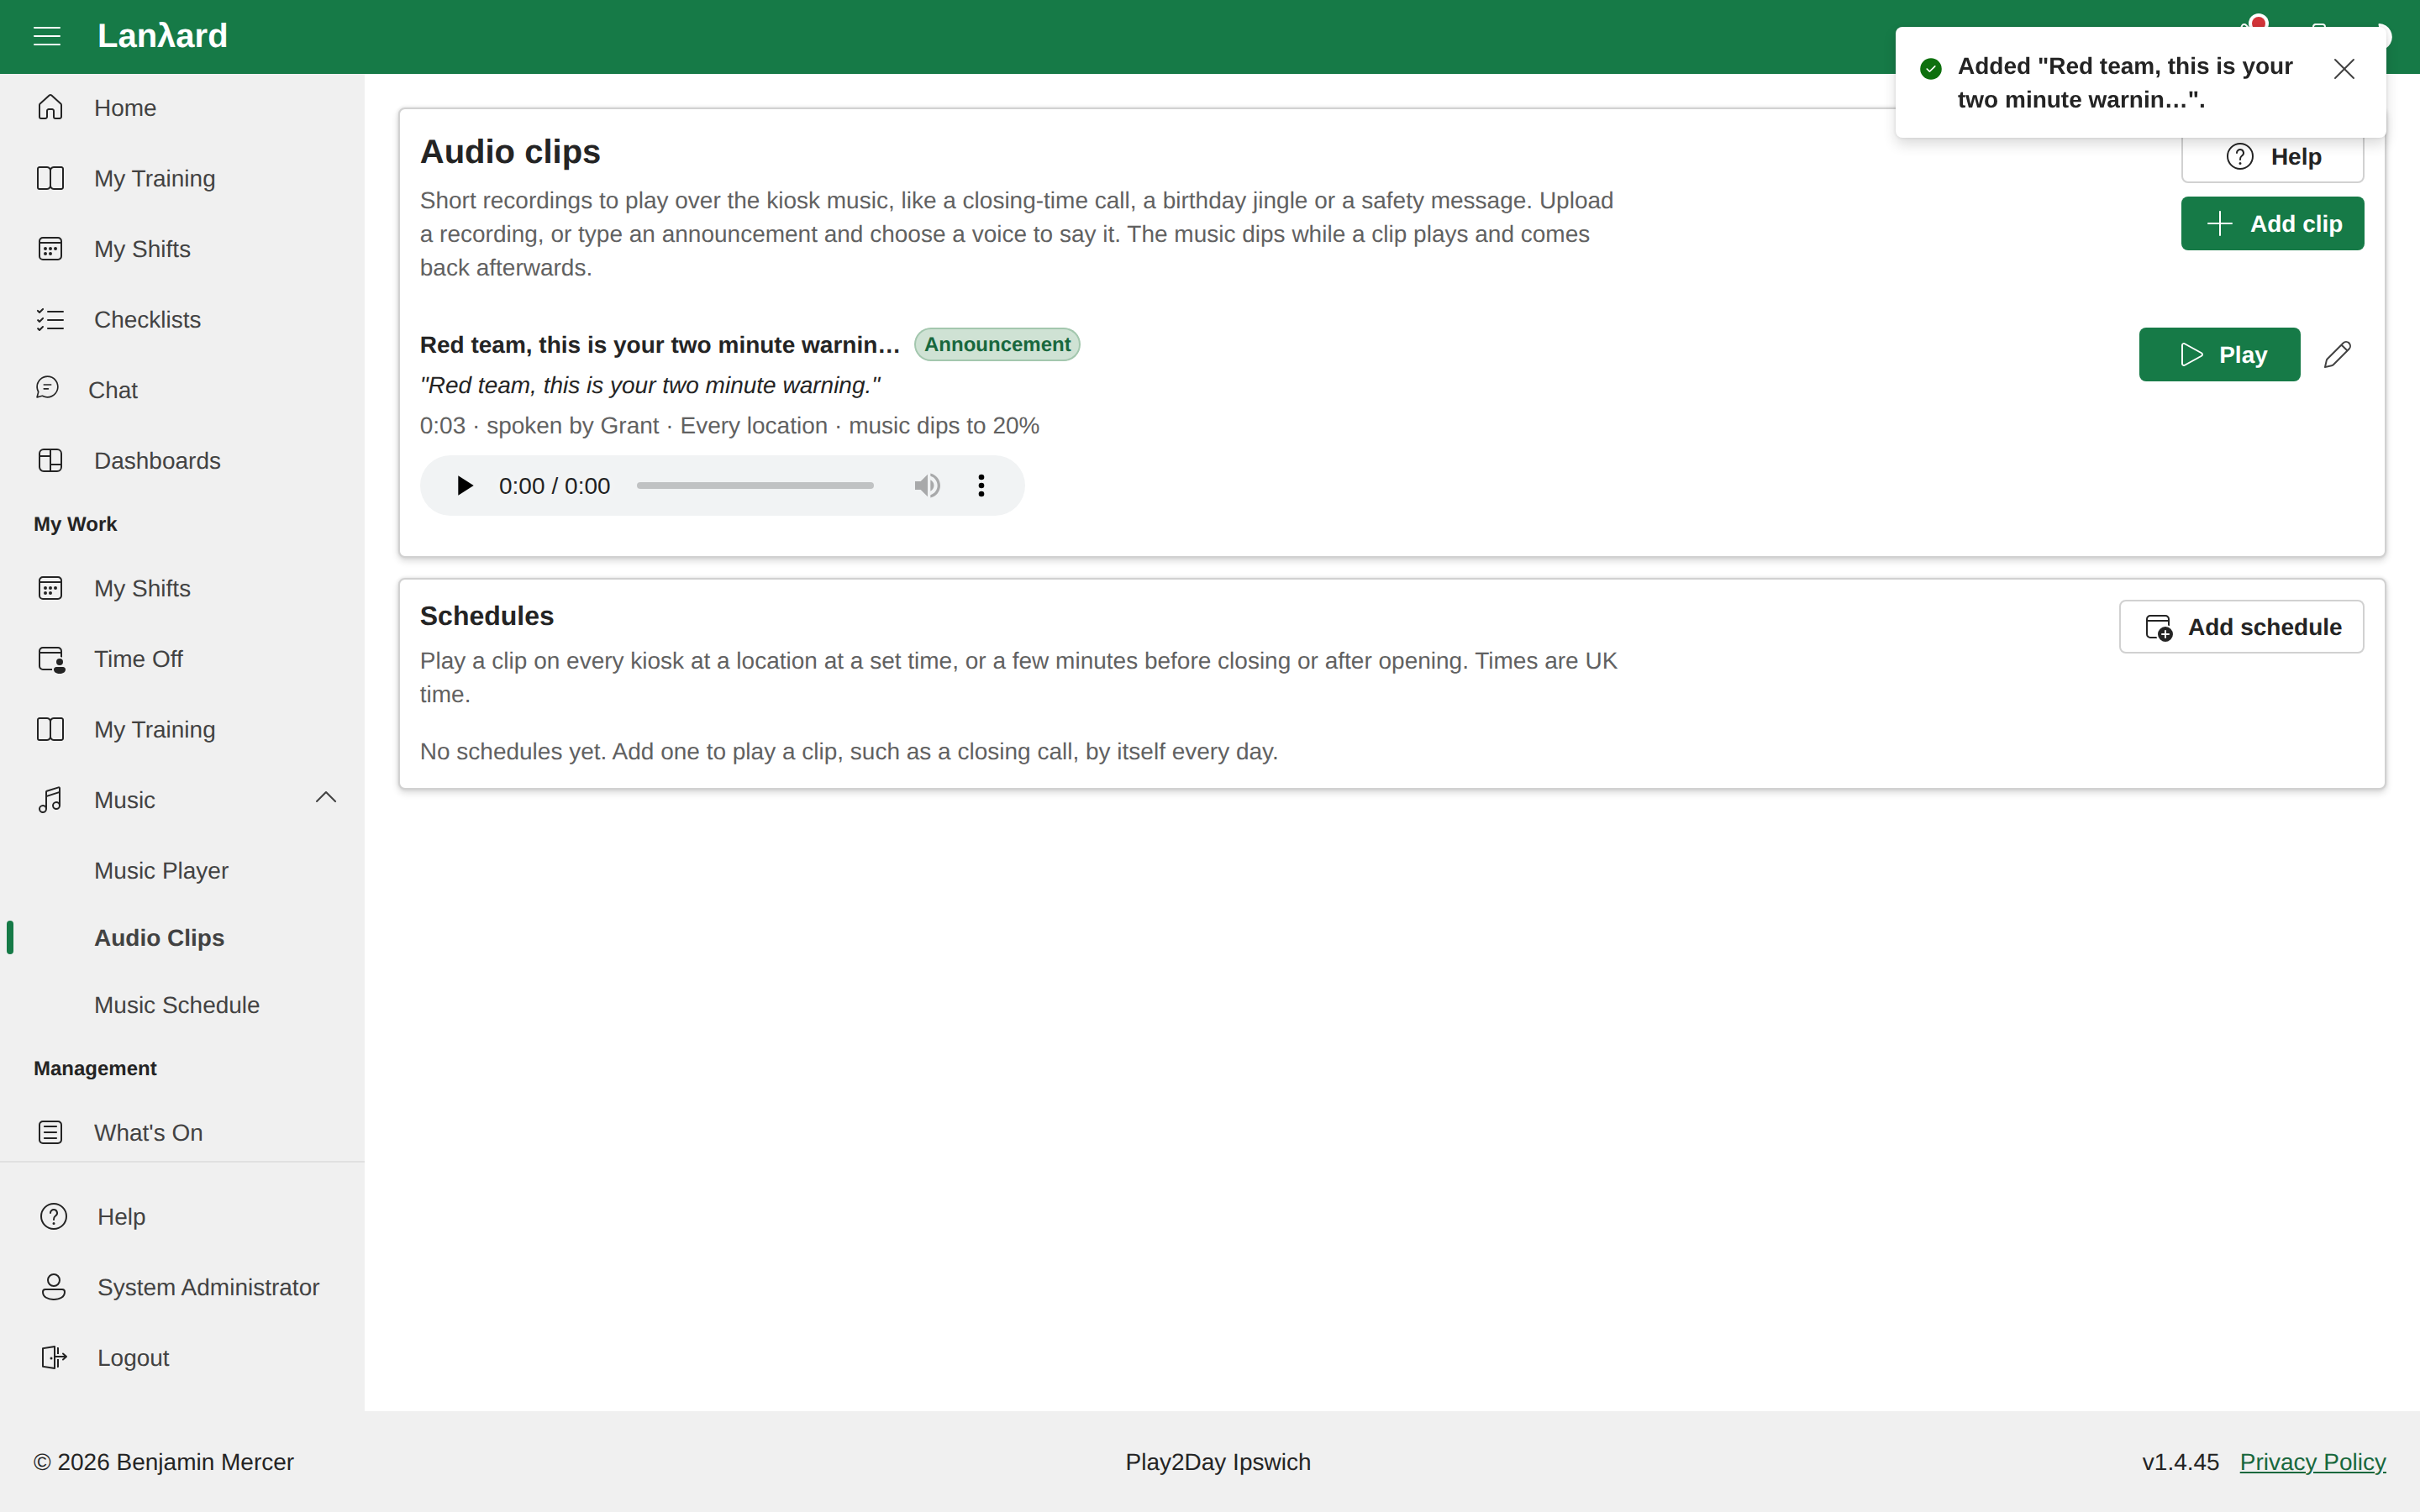 Lanλard
Added "Red team, this is your
two minute warnin…".
Home
My Training
My Shifts
Checklists
Chat
Dashboards
My Work
My Shifts
Time Off
My Training
Music
Music Player
Audio Clips
Music Schedule
Management
What's On
Help
System Administrator
Logout
Audio clips
Short recordings to play over the kiosk music, like a closing-time call, a birthday jingle or a safety message. Upload
a recording, or type an announcement and choose a voice to say it. The music dips while a clip plays and comes
back afterwards.
Help
Add clip
Red team, this is your two minute warnin… Announcement
"Red team, this is your two minute warning."
0:03 · spoken by Grant · Every location · music dips to 20%
0:00 / 0:00
Play
Schedules
Play a clip on every kiosk at a location at a set time, or a few minutes before closing or after opening. Times are UK
time.
Add schedule
No schedules yet. Add one to play a clip, such as a closing call, by itself every day.
© 2026 Benjamin Mercer
Play2Day Ipswich
v1.4.45 Privacy Policy